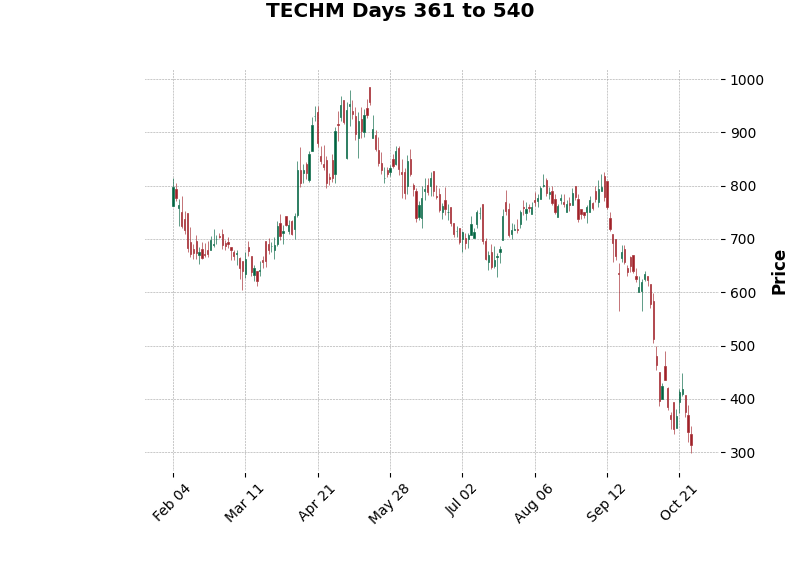 TECHM Days 361 to 540
1000
900
800
700
600
500
400
300
Price
Feb 04
Mar 11
Apr 21
May 28
Jul 02
Aug 06
Sep 12
Oct 21